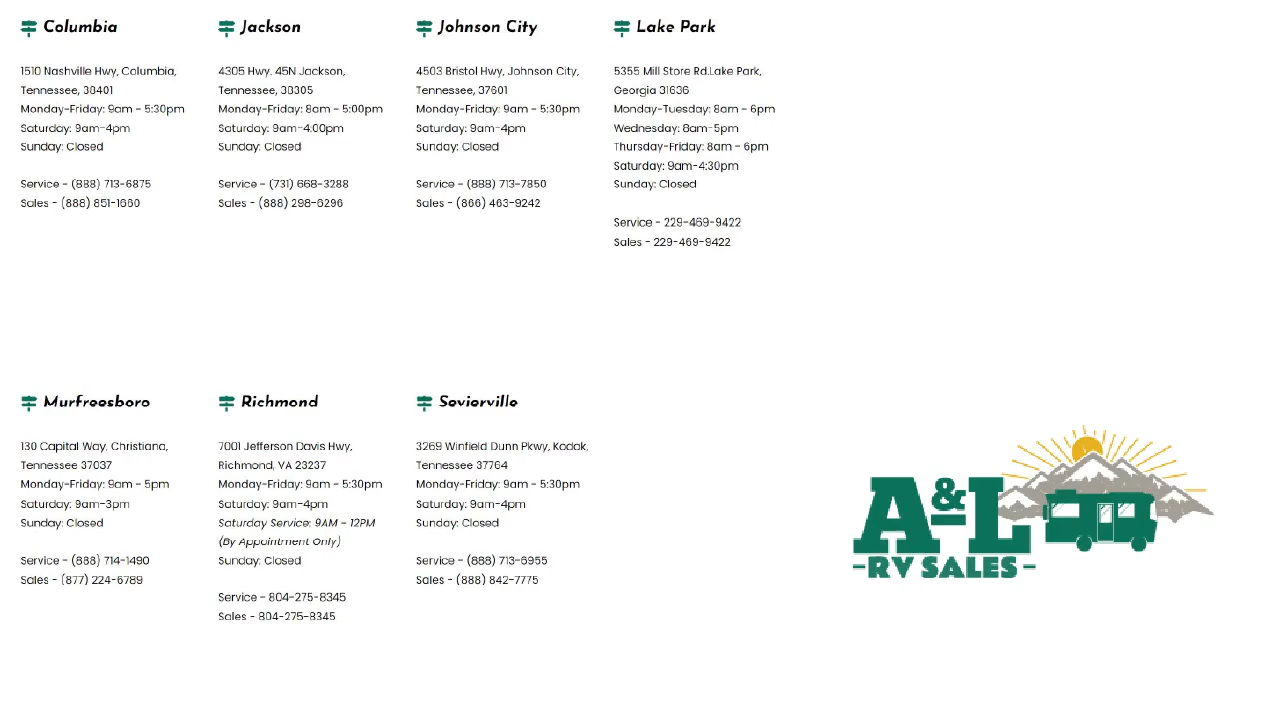 Columbia
1510 Nashville Hwy, Columbia,
Tennessee, 38401
Monday-Friday: 9am - 5:30pm
Saturday: 9am-4pm
Sunday: Closed
Service - (888) 713-6875
Sales - (888) 851-1660
Jackson
4305 Hwy. 45N Jackson,
Tennessee, 38305
Monday-Friday: 8am - 5:00pm
Saturday: 9am-4:00pm
Sunday: Closed
Service - (731) 668-3288
Sales - (888) 298-6296
Johnson City
4503 Bristol Hwy, Johnson City,
Tennessee, 37601
Monday-Friday: 9am - 5:30pm
Saturday: 9am-4pm
Sunday: Closed
Service - (888) 713-7850
Sales - (866) 463-9242
Lake Park
5355 Mill Store Rd.Lake Park,
Georgia 31636
Monday-Tuesday: 8am - 6pm
Wednesday: 8am-5pm
Thursday-Friday: 8am - 6pm
Saturday: 9am-4:30pm
Sunday: Closed
Service - 229-469-9422
Sales - 229-469-9422
Murfreesboro
130 Capital Way, Christiana,
Tennessee 37037
Monday-Friday: 9am - 5pm
Saturday: 9am-3pm
Sunday: Closed
Service - (888) 714-1490
Sales - (877) 224-6789
Richmond
7001 Jefferson Davis Hwy,
Richmond, VA 23237
Monday-Friday: 9am - 5:30pm
Saturday: 9am-4pm
Saturday Service: 9AM - 12PM
(By Appointment Only)
Sunday: Closed
Service - 804-275-8345
Sales - 804-275-8345
Sevierville
3269 Winfield Dunn Pkwy, Kodak,
Tennessee 37764
Monday-Friday: 9am - 5:30pm
Saturday: 9am-4pm
Sunday: Closed
Service - (888) 713-6955
Sales - (888) 842-7775
A&L
-RV SALES-